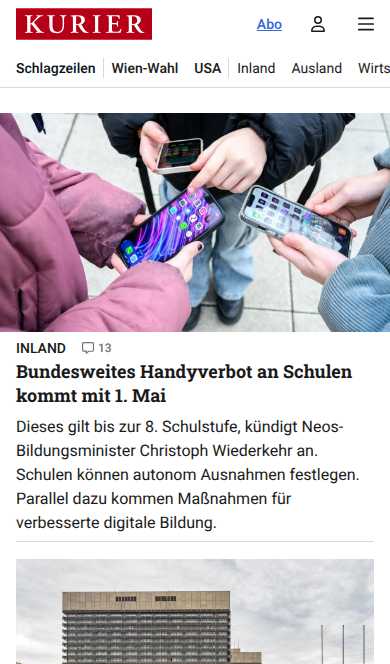 KURIER
Abo
Schlagzeilen
Wien-Wahl
USA
Inland
Ausland
Wirts
INLAND
13
Bundesweites Handyverbot an Schulen
kommt mit 1. Mai
Dieses gilt bis zur 8. Schulstufe, kündigt Neos-
Bildungsminister Christoph Wiederkehr an.
Schulen können autonom Ausnahmen festlegen.
Parallel dazu kommen Maßnahmen für
verbesserte digitale Bildung.